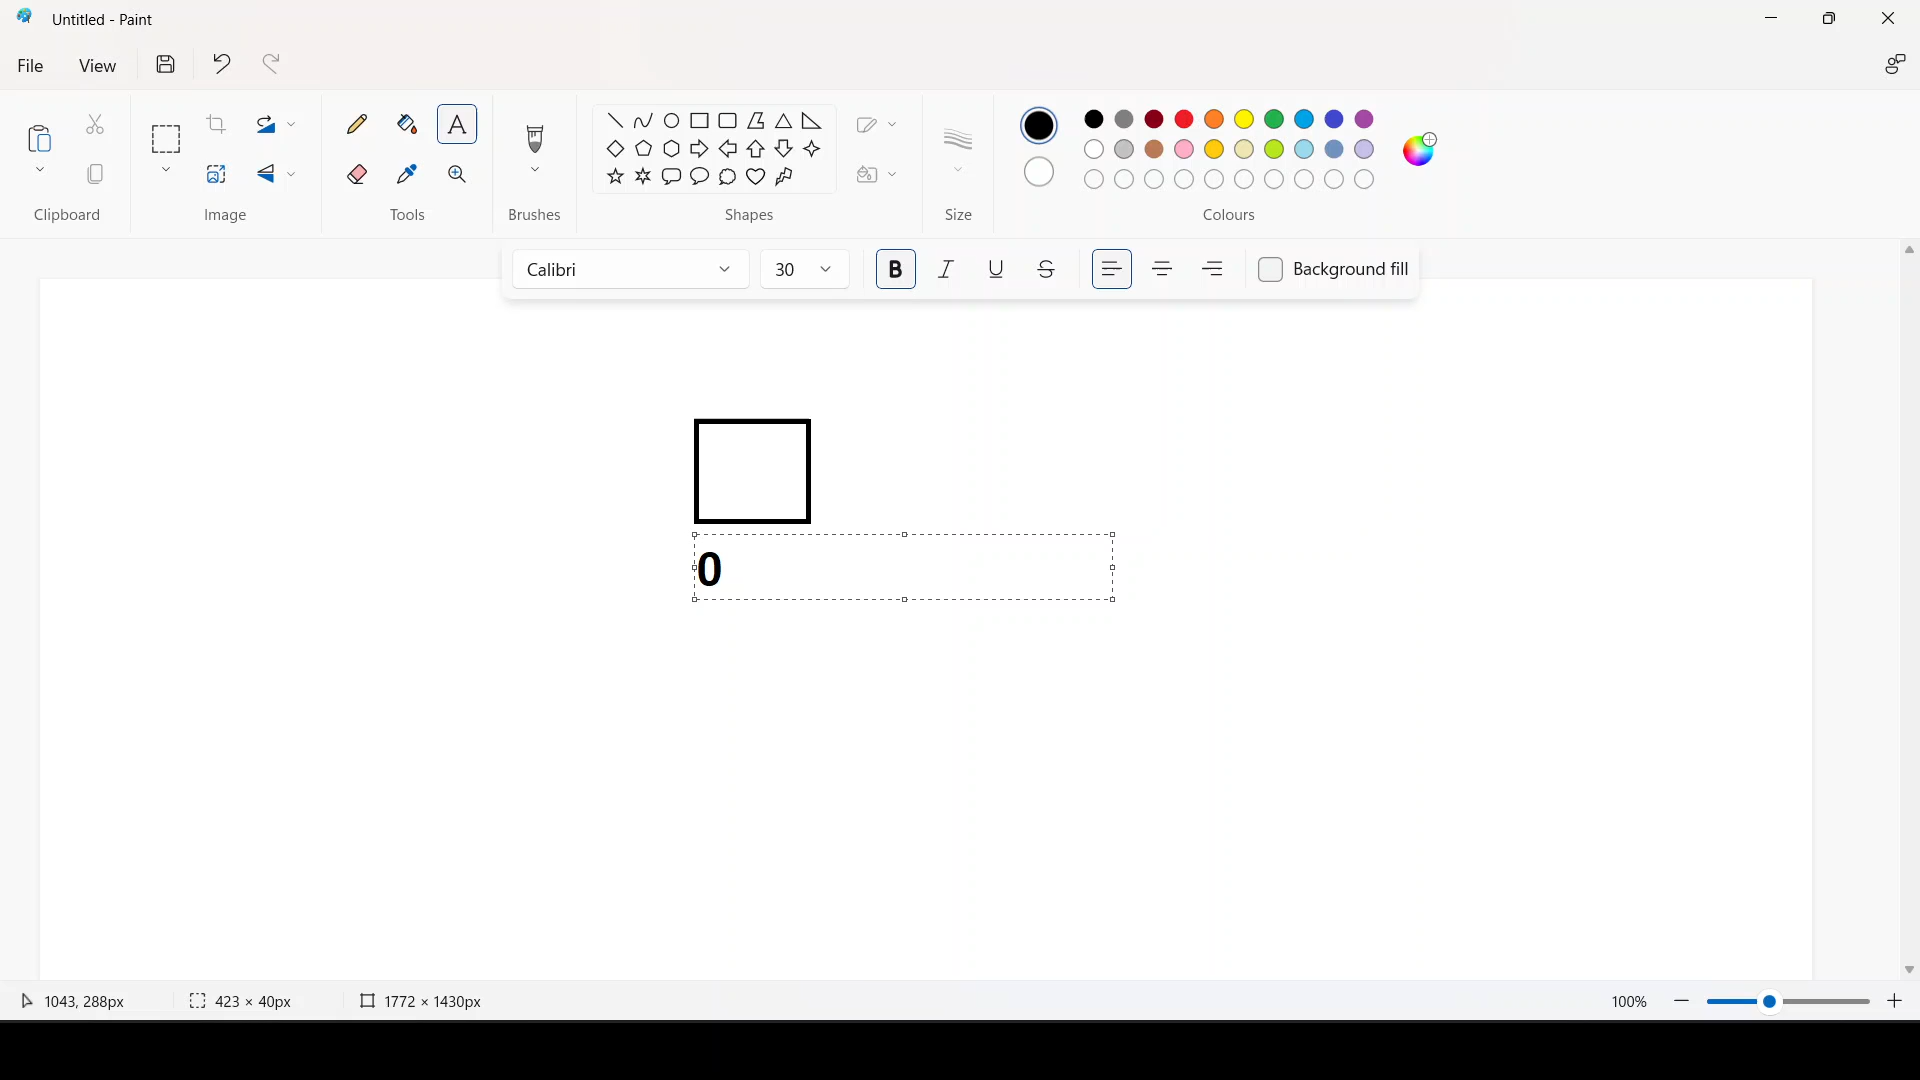 Untitled - Paint
File View
Clipboard Image Tools Brushes Shapes Size Colours
Calibri 30 B I U S Background fill
0
1043, 288px 423 × 40px 1772 × 1430px 100%